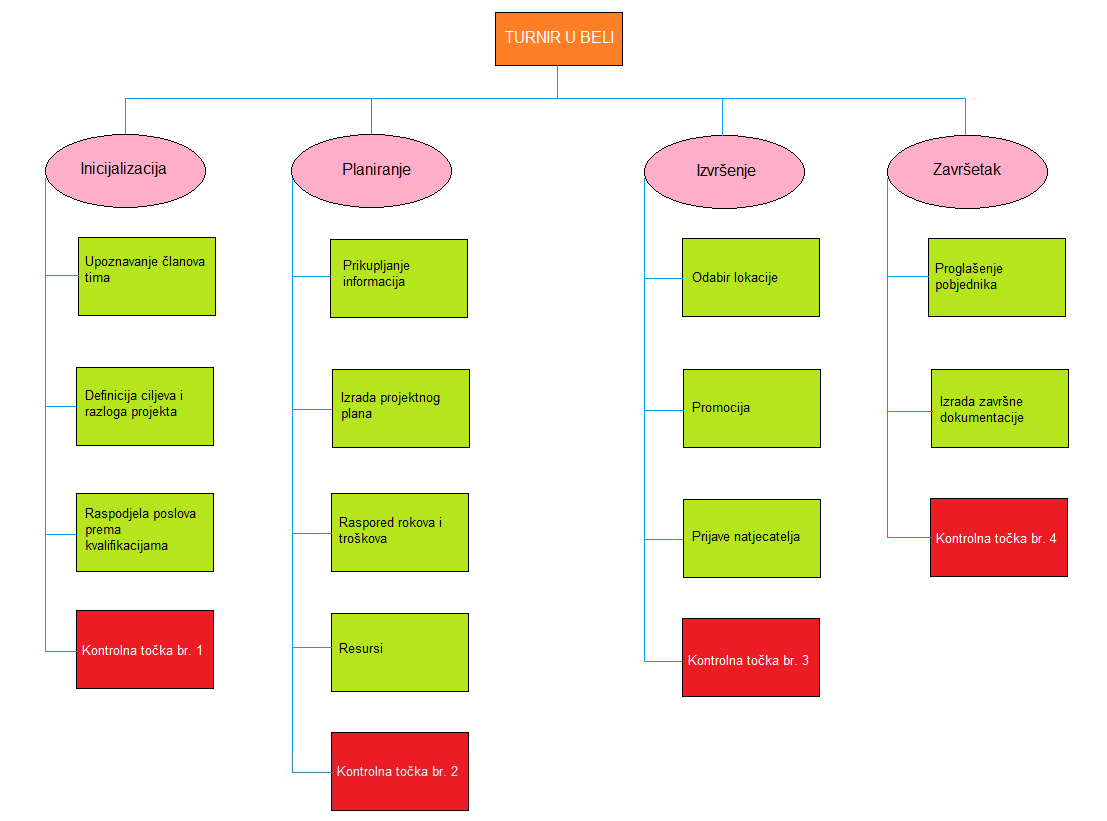 TURNIR U BELI
Inicijalizacija
Upoznavanje članova
tima
Definicija ciljeva i
razloga projekta
Raspodjela poslova
prema
kvalifikacijama
Kontrolna točka br. 1
Planiranje
Prikupljanje
informacija
Izrada projektnog
plana
Raspored rokova i
troškova
Resursi
Kontrolna točka br. 2
Izvršenje
Odabir lokacije
Promocija
Prijave natjecatelja
Kontrolna točka br. 3
Završetak
Proglašenje
pobjednika
Izrada završne
dokumentacije
Kontrolna točka br. 4